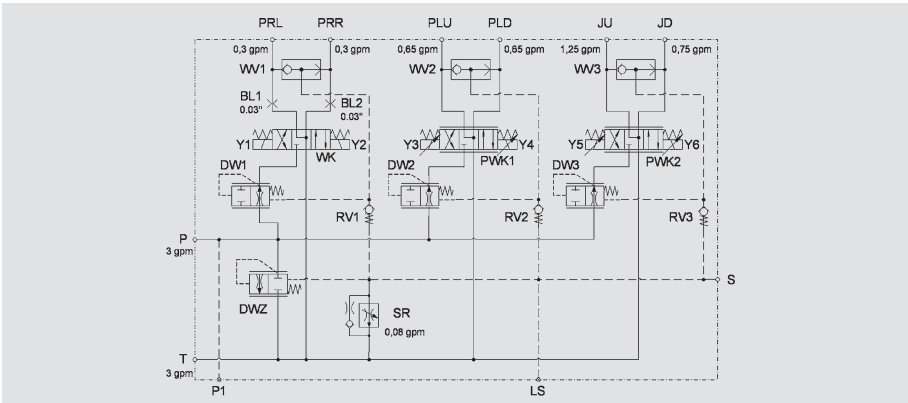 PRL PRR PLU PLD JU JD
0,3 gpm 0,3 gpm 0,65 gpm 0,65 gpm 1,25 gpm 0,75 gpm
WV1 WV2 WV3
BL1 BL2
0.03" 0.03"
Y1 Y2 Y3 Y4 Y5 Y6
WK PWK1 PWK2
DW1 DW2 DW3
RV1 RV2 RV3
P
3 gpm
S
DWZ
SR
0,08 gpm
T
3 gpm
P1 LS